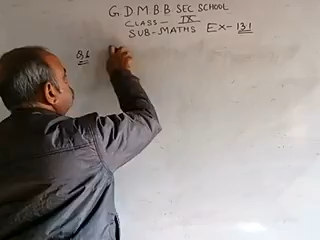 G.D M.B B SEC SCHOOL
CLASS - IX
SUB-MATHS EX-13.1